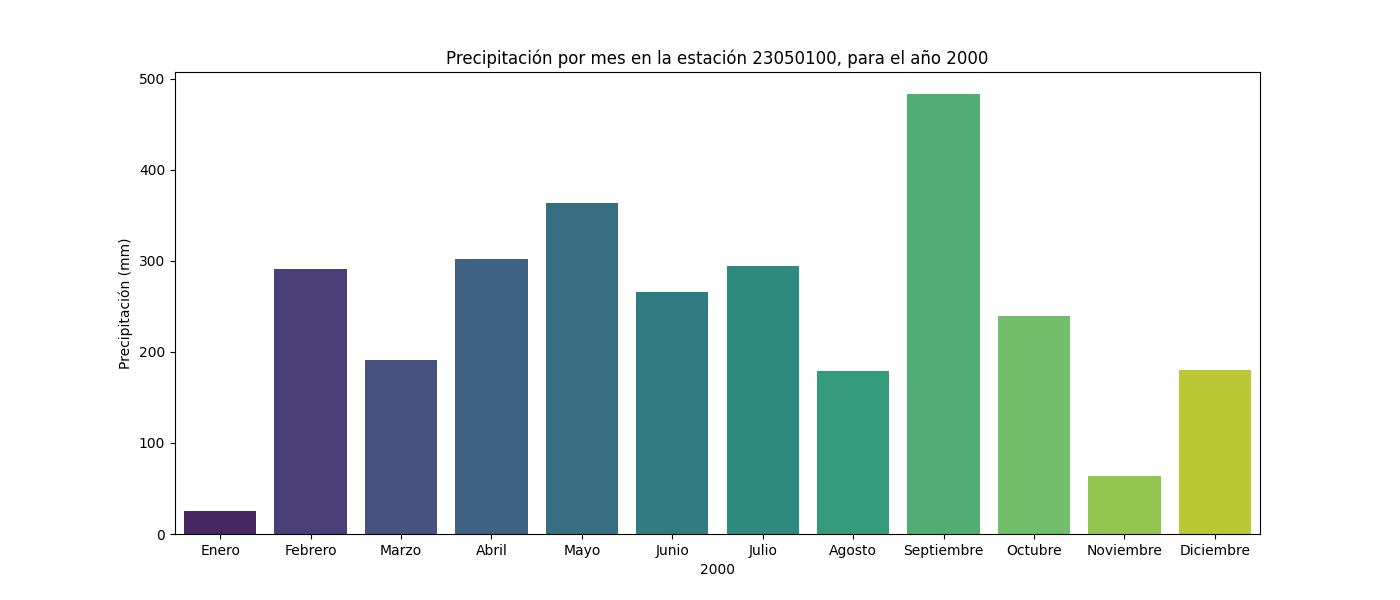 Precipitación por mes en la estación 23050100, para el año 2000
Precipitación (mm)
500
400
300
200
100
0
Enero Febrero Marzo Abril Mayo Junio Julio Agosto Septiembre Octubre Noviembre Diciembre
2000